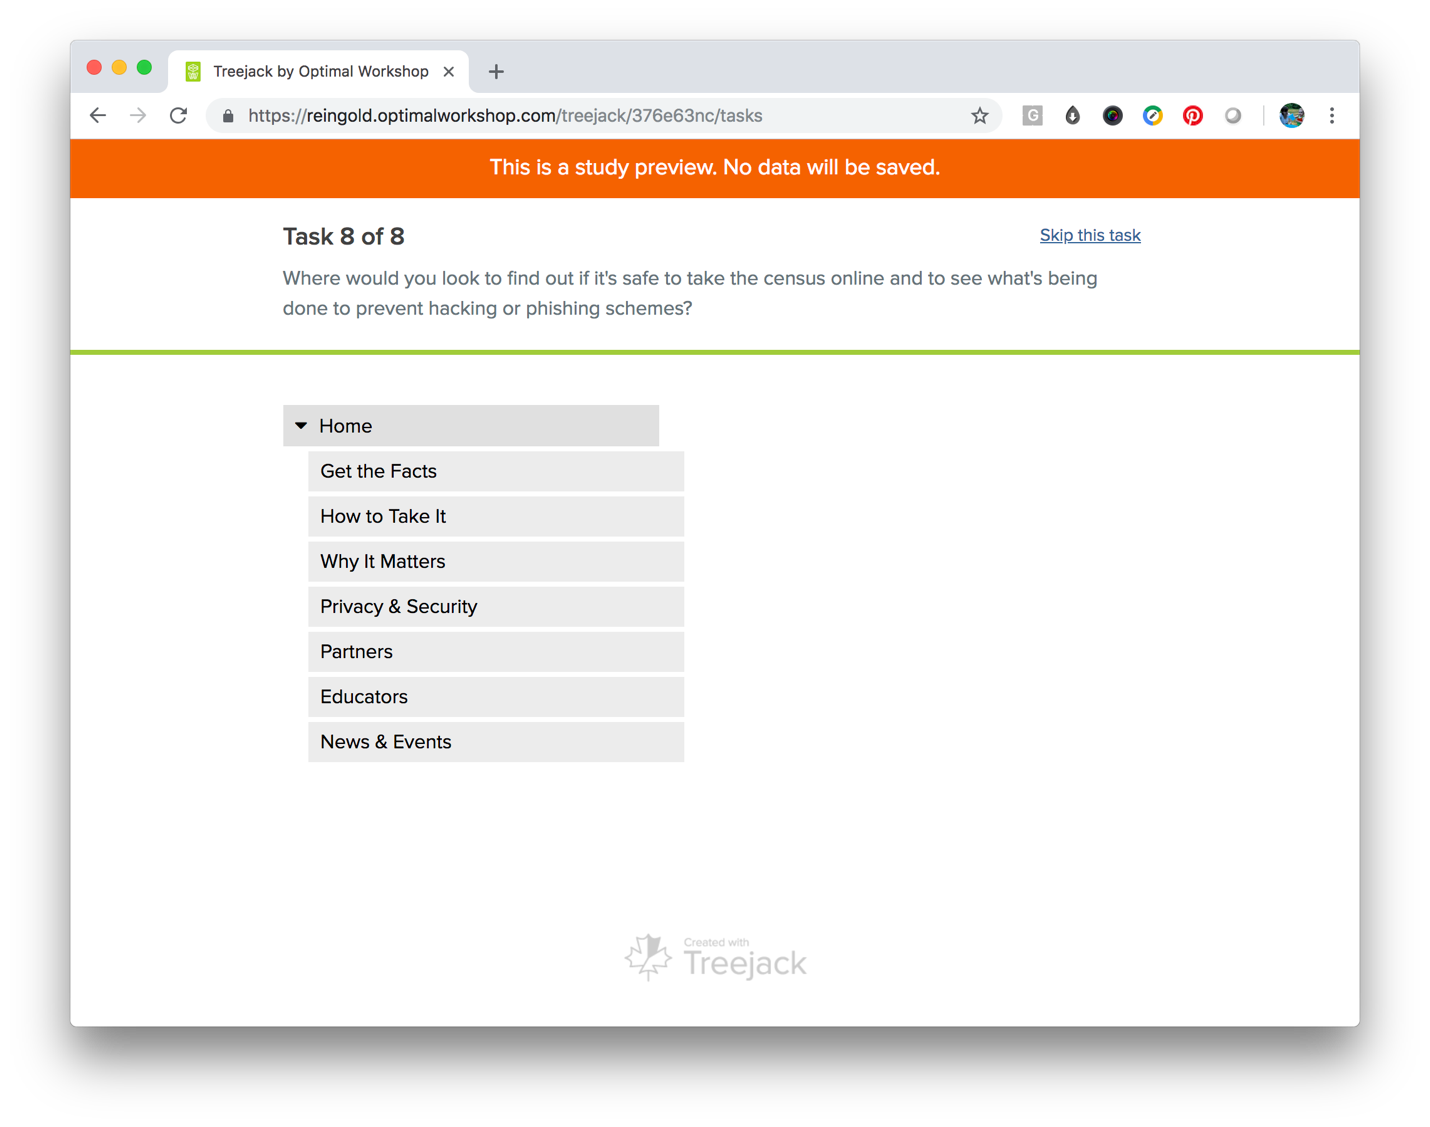 Treejack by Optimal Workshop
https://reingold.optimalworkshop.com/treejack/376e63nc/tasks
G
This is a study preview. No data will be saved.
Task 8 of 8
Skip this task
Where would you look to find out if it's safe to take the census online and to see what's being
done to prevent hacking or phishing schemes?
Home
Get the Facts
How to Take It
Why It Matters
Privacy & Security
Partners
Educators
News & Events
Created with
Treejack